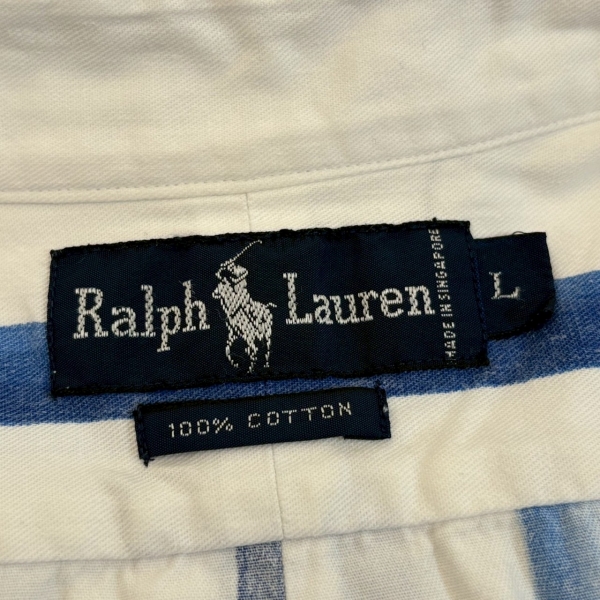 Ralph Lauren
MADE IN SINGAPORE
L
100% COTTON